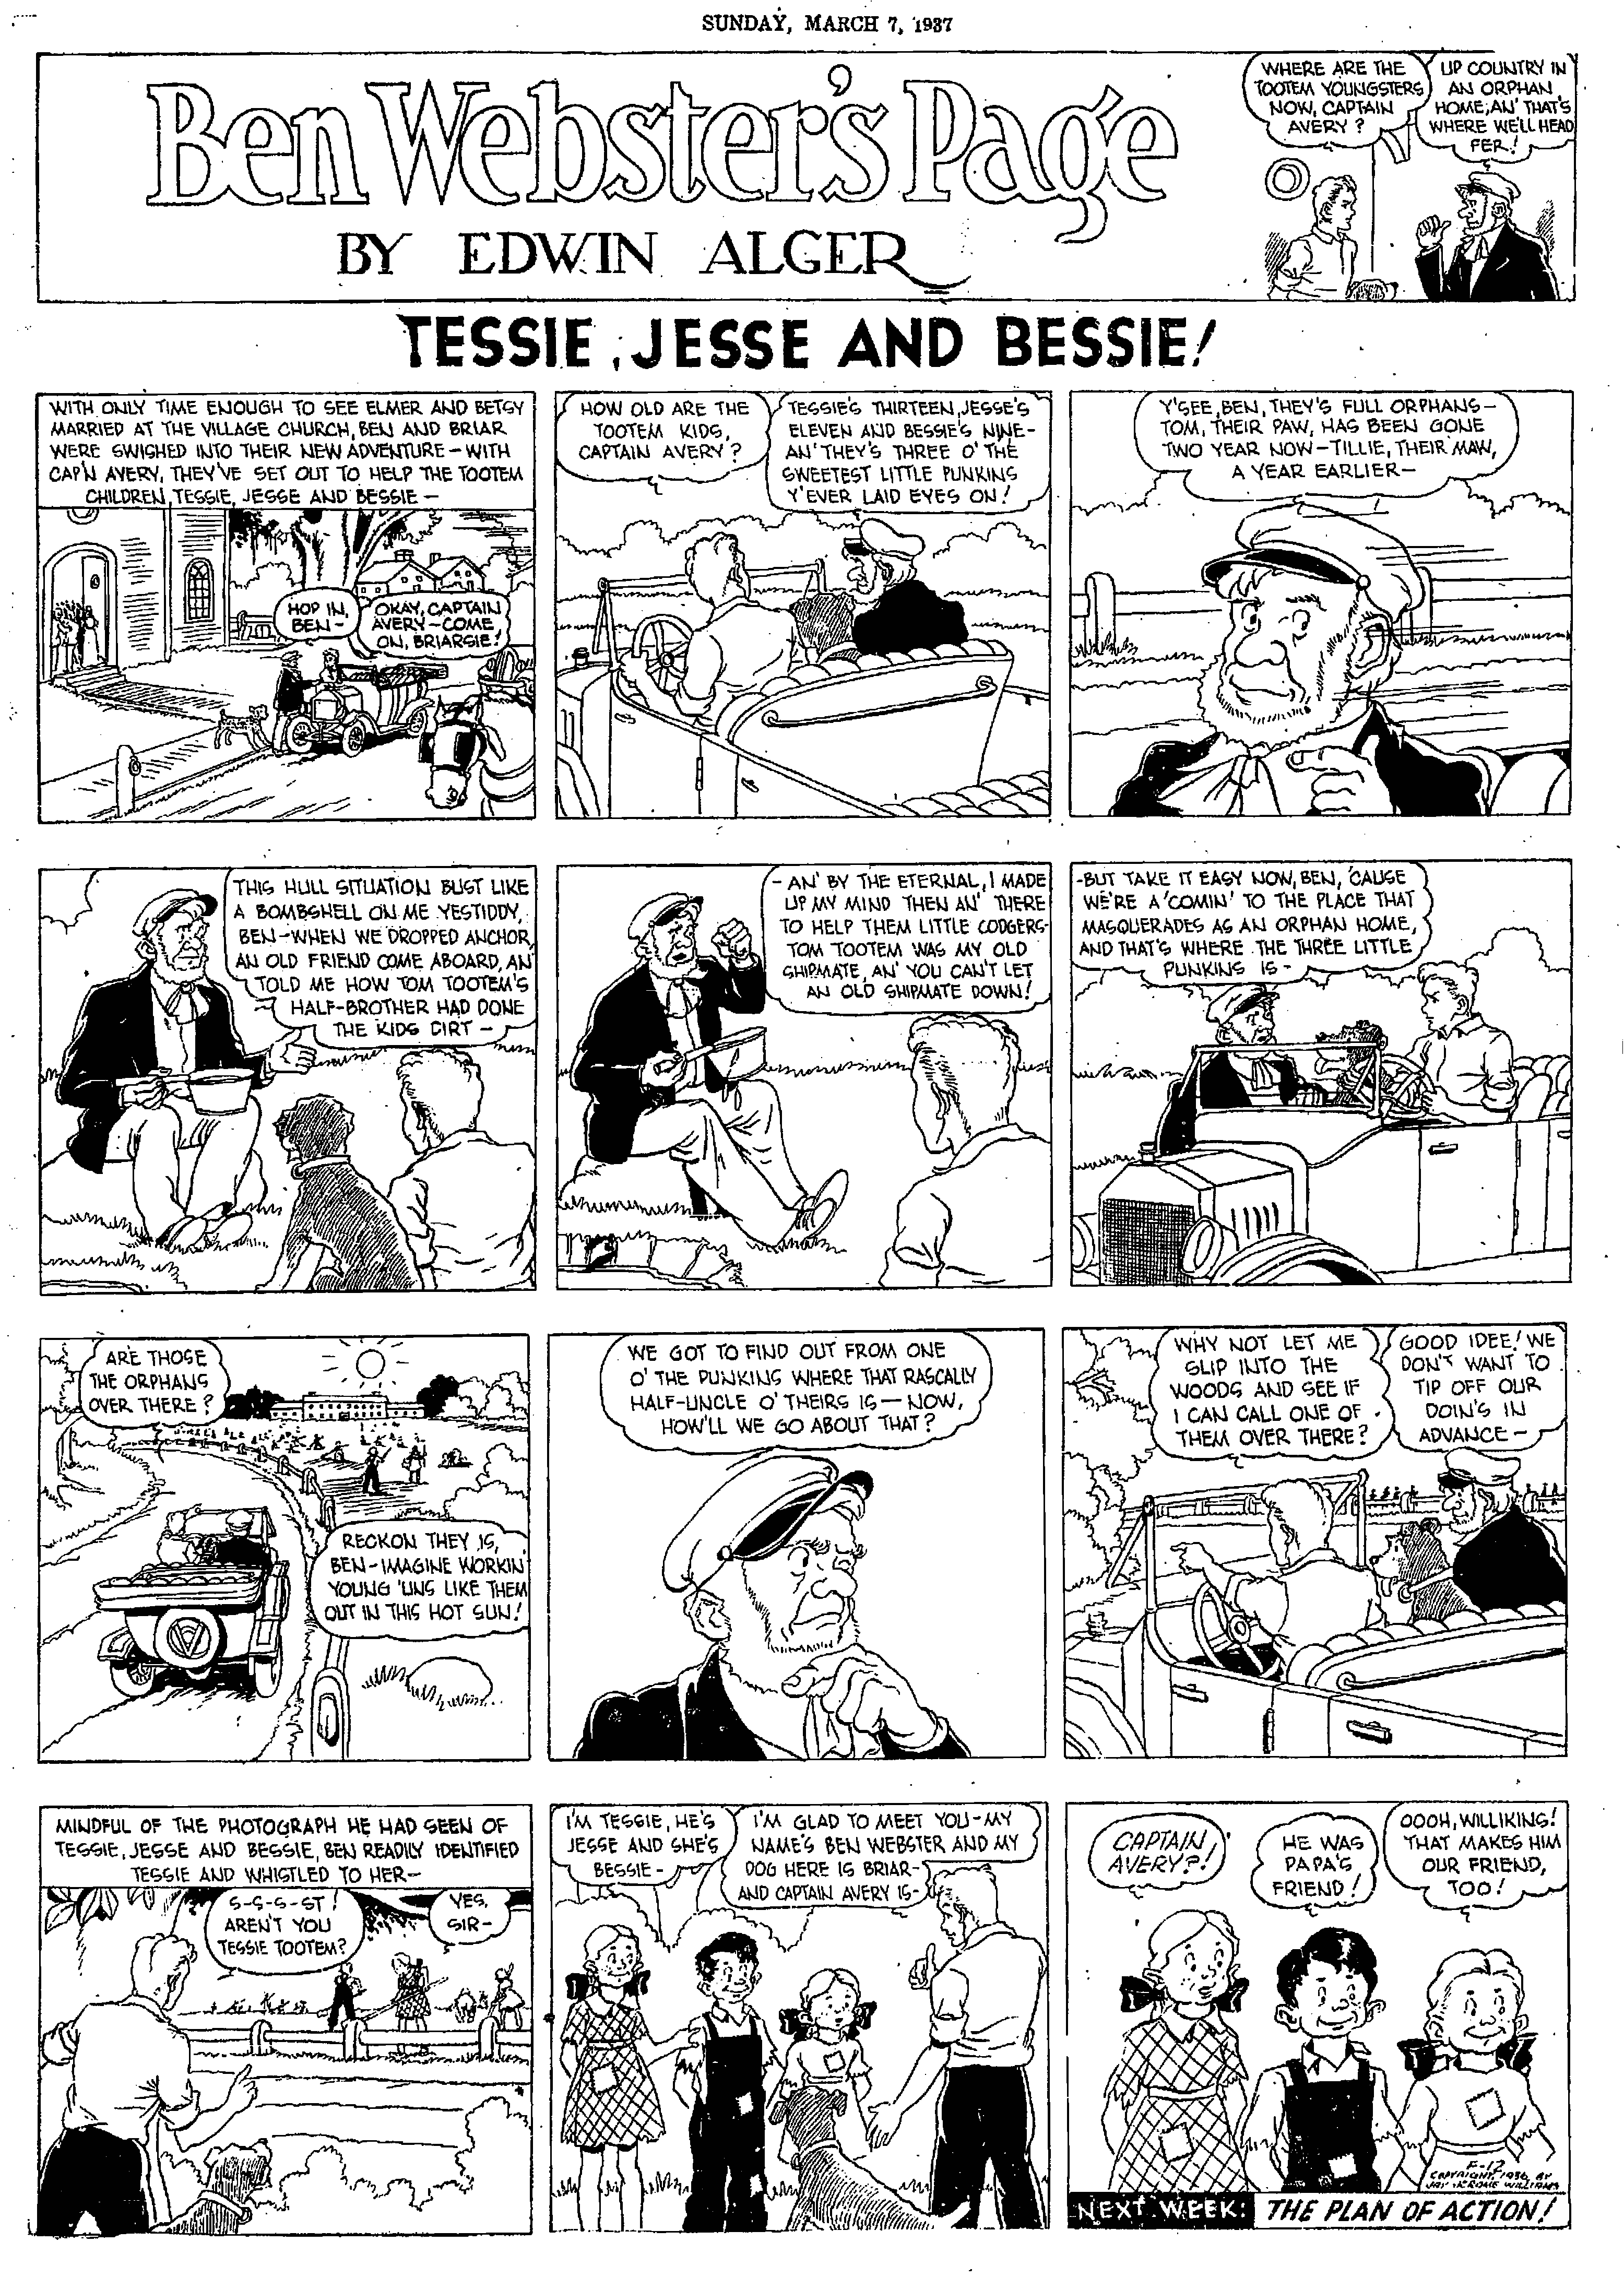 SUNDAY, MARCH 7, 1937
Ben Webster's Page
BY EDWIN ALGER
WHERE ARE THE
TOOTEM YOUNGSTERS
NOW, CAPTAIN
AVERY?
UP COUNTRY IN
AN ORPHAN
HOME, AN' THAT'S
WHERE WE'LL HEAD
FER!
TESSIE, JESSE AND BESSIE!
WITH ONLY TIME ENOUGH TO SEE ELMER AND BETSY
MARRIED AT THE VILLAGE CHURCH, BEN AND BRIAR
WERE SWISHED INTO THEIR NEW ADVENTURE - WITH
CAP'N AVERY, THEY'VE SET OUT TO HELP THE TOOTEM
CHILDREN, TESSIE, JESSE AND BESSIE -
HOP IN,
BEN -
OKAY, CAPTAIN
AVERY - COME
ON, BRIARSIE!
HOW OLD ARE THE
TOOTEM KIDS,
CAPTAIN AVERY?
TESSIE'S THIRTEEN, JESSE'S
ELEVEN AND BESSIE'S NINE -
AN' THEY'S THREE O' THE
SWEETEST LITTLE PUNKINS
Y'EVER LAID EYES ON!
Y'SEE, BEN, THEY'S FULL ORPHANS -
TOM, THEIR PAW, HAS BEEN GONE
TWO YEAR NOW - TILLIE, THEIR MAW,
A YEAR EARLIER -
THIS HULL SITUATION BUST LIKE
A BOMBSHELL ON ME YESTIDDY,
BEN - WHEN WE DROPPED ANCHOR,
AN OLD FRIEND COME ABOARD, AN'
TOLD ME HOW TOM TOOTEM'S
HALF-BROTHER HAD DONE
THE KIDS DIRT -
- AN' BY THE ETERNAL, I MADE
UP MY MIND THEN AN' THERE
TO HELP THEM LITTLE CODGERS -
TOM TOOTEM WAS MY OLD
SHIPMATE, AN' YOU CAN'T LET
AN OLD SHIPMATE DOWN!
- BUT TAKE IT EASY NOW, BEN, 'CAUSE
WE'RE A'COMIN' TO THE PLACE THAT
MASQUERADES AS AN ORPHAN HOME,
AND THAT'S WHERE THE THREE LITTLE
PUNKINS IS -
ARE THOSE
THE ORPHANS
OVER THERE?
RECKON THEY IS,
BEN - IMAGINE WORKIN'
YOUNG 'UNS LIKE THEM
OUT IN THIS HOT SUN!
WE GOT TO FIND OUT FROM ONE
O' THE PUNKINS WHERE THAT RASCALLY
HALF-UNCLE O' THEIRS IS - NOW,
HOW'LL WE GO ABOUT THAT?
WHY NOT LET ME
SLIP INTO THE
WOODS AND SEE IF
I CAN CALL ONE OF
THEM OVER THERE?
GOOD IDEE! WE
DON'T WANT TO
TIP OFF OUR
DOIN'S IN
ADVANCE -
MINDFUL OF THE PHOTOGRAPH HE HAD SEEN OF
TESSIE, JESSE AND BESSIE, BEN READILY IDENTIFIED
TESSIE AND WHISTLED TO HER -
S-S-S-ST!
AREN'T YOU
TESSIE TOOTEM?
YES,
SIR -
I'M TESSIE, HE'S
JESSE AND SHE'S
BESSIE -
I'M GLAD TO MEET YOU - MY
NAME'S BEN WEBSTER AND MY
DOG HERE IS BRIAR -
AND CAPTAIN AVERY IS -
CAPTAIN
AVERY?!
HE WAS
PAPA'S
FRIEND!
OOOH, WILLIKING!
THAT MAKES HIM
OUR FRIEND,
TOO!
F-12
COPYRIGHT, 1936, BY
JAY JEROME WILLIAMS
NEXT WEEK: THE PLAN OF ACTION!